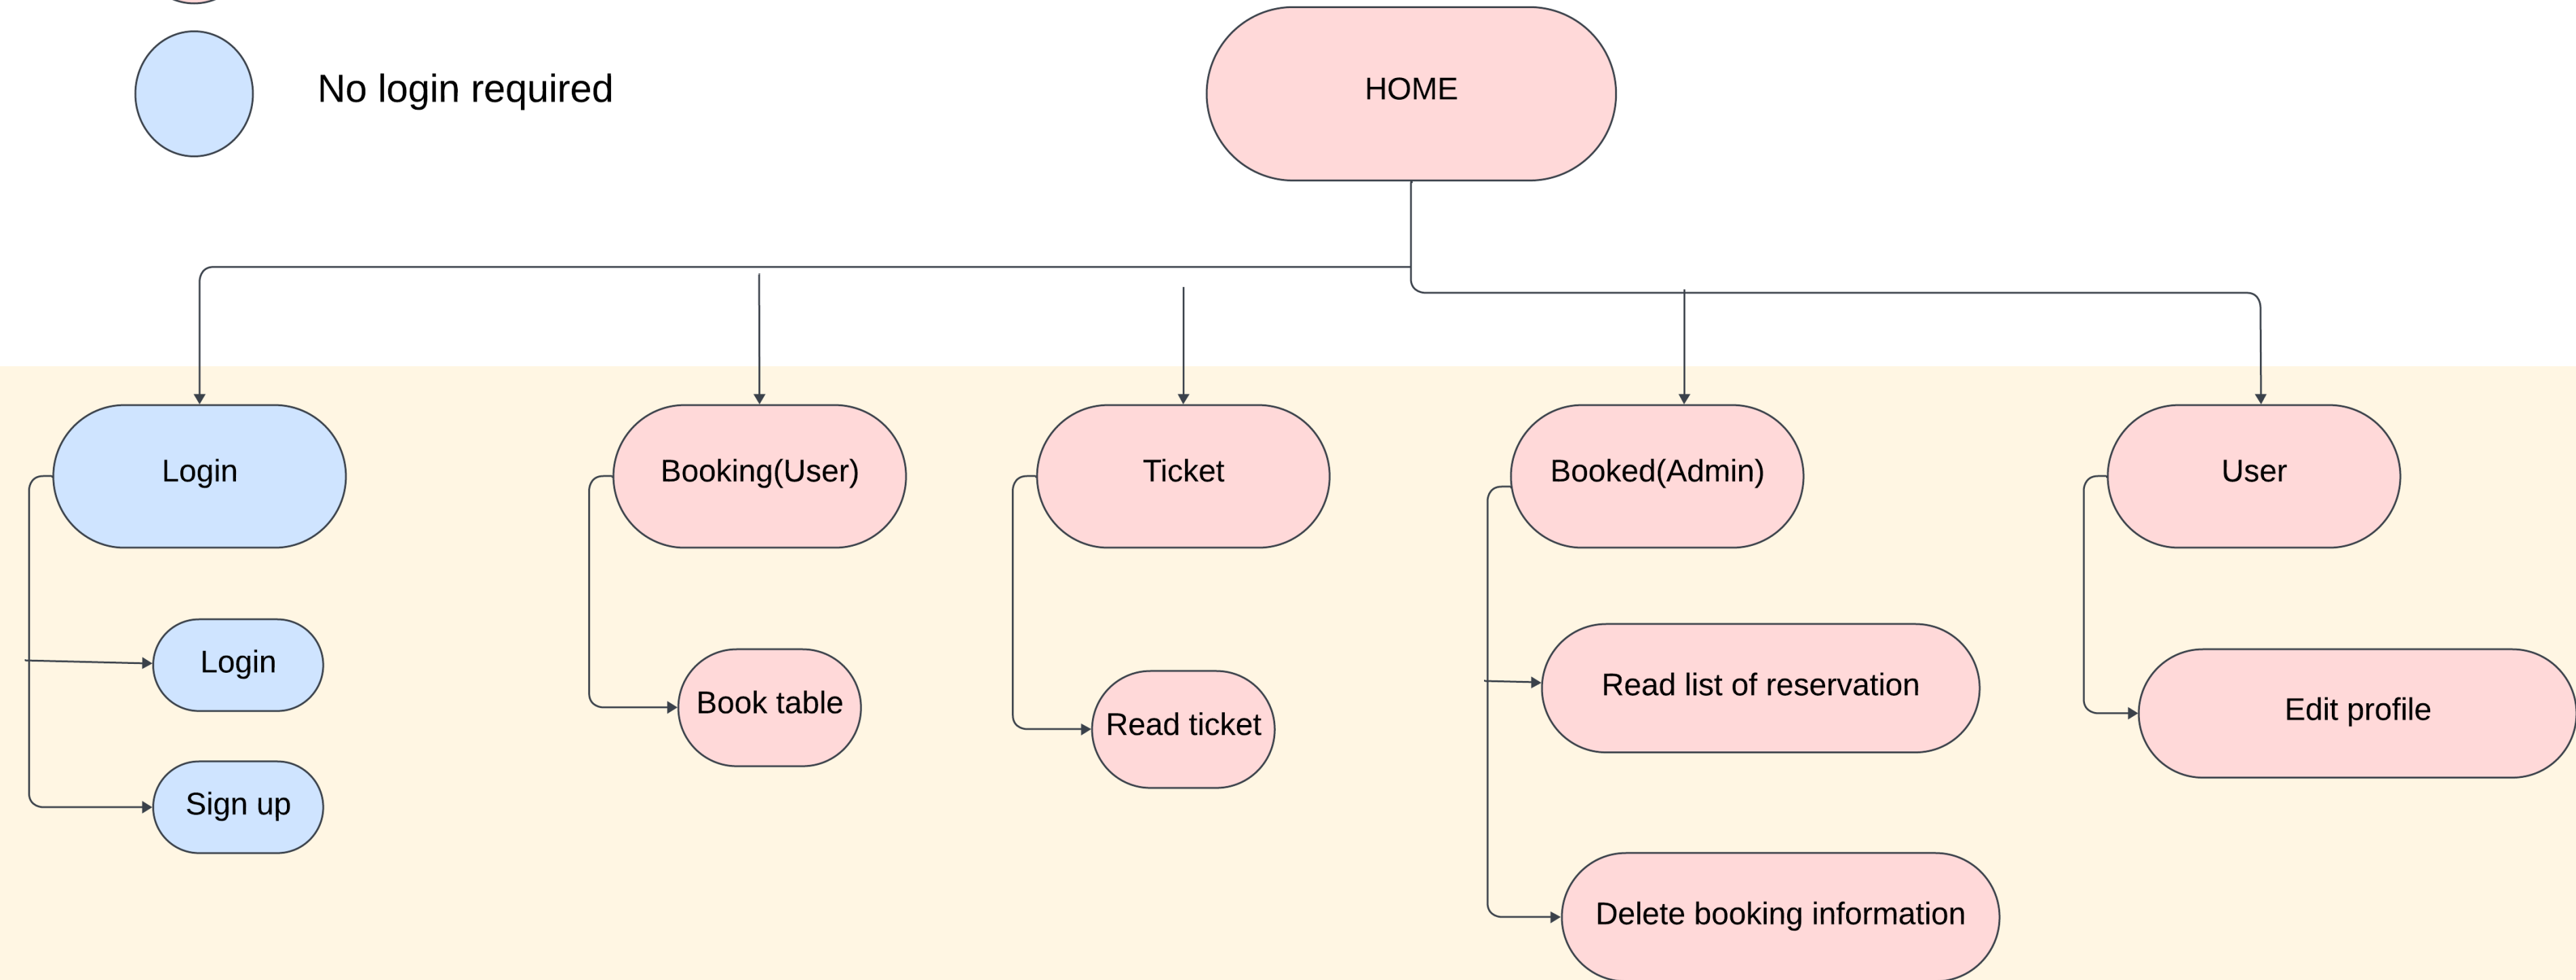 No login required
HOME
Login
Booking(User)
Ticket
Booked(Admin)
User
Login
Read list of reservation
Book table
Edit profile
Read ticket
Sign up
Delete booking information